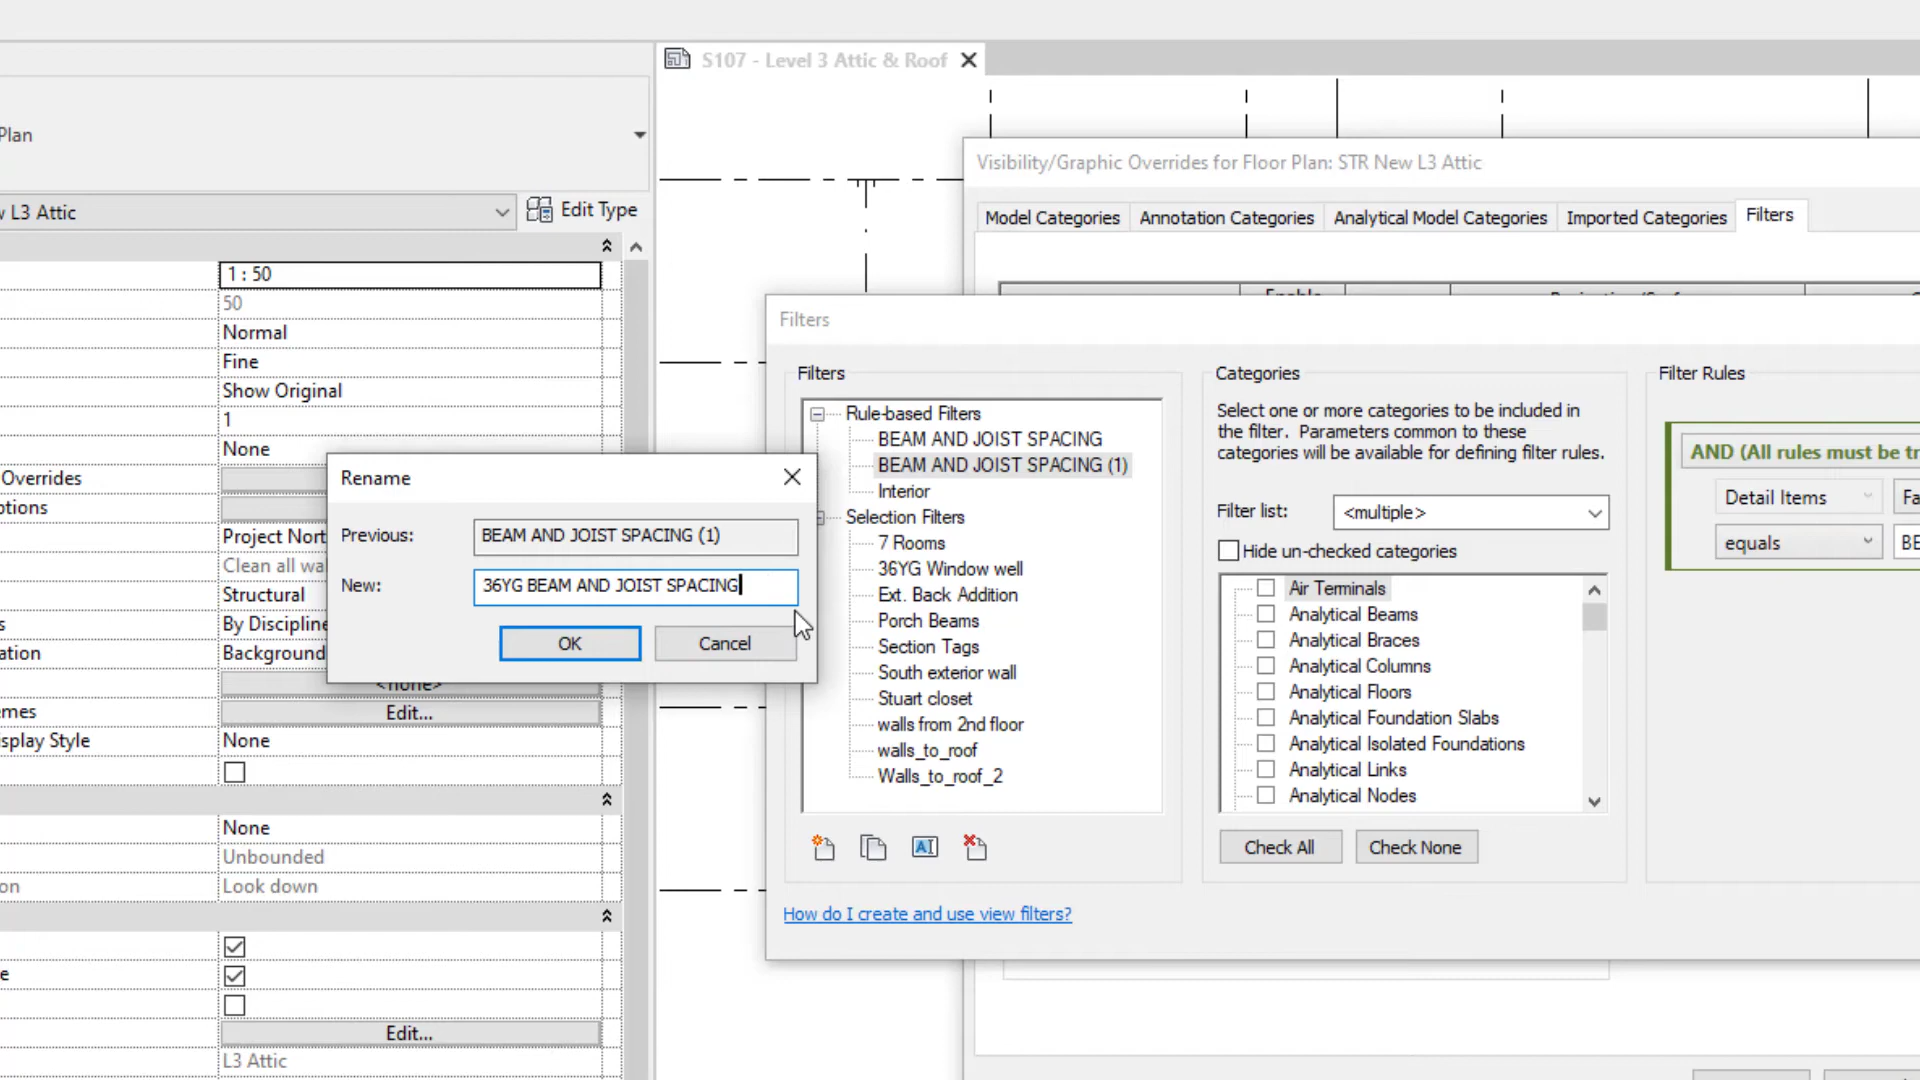 S107 - Level 3 Attic & Roof
Plan
L3 Attic
Edit Type
1 : 50
50
Normal
Fine
Show Original
1
None
Overrides
Project Nort
Clean all wal
Structural
By Discipline
Background
<none>
Edit...
None
None
Unbounded
Look down
Edit...
L3 Attic
Rename
Previous:
BEAM AND JOIST SPACING (1)
New:
36YG BEAM AND JOIST SPACING
OK
Cancel
Visibility/Graphic Overrides for Floor Plan: STR New L3 Attic
Model Categories
Annotation Categories
Analytical Model Categories
Imported Categories
Filters
Filters
Filters
Rule-based Filters
BEAM AND JOIST SPACING
BEAM AND JOIST SPACING (1)
Interior
Selection Filters
7 Rooms
36YG Window well
Ext. Back Addition
Porch Beams
Section Tags
South exterior wall
Stuart closet
walls from 2nd floor
walls_to_roof
Walls_to_roof_2
How do I create and use view filters?
Categories
Select one or more categories to be included in
the filter. Parameters common to these
categories will be available for defining filter rules.
Filter list:
<multiple>
Hide un-checked categories
Air Terminals
Analytical Beams
Analytical Braces
Analytical Columns
Analytical Floors
Analytical Foundation Slabs
Analytical Isolated Foundations
Analytical Links
Analytical Nodes
Check All
Check None
Filter Rules
AND (All rules must be tr
Detail Items
Fa
equals
BE